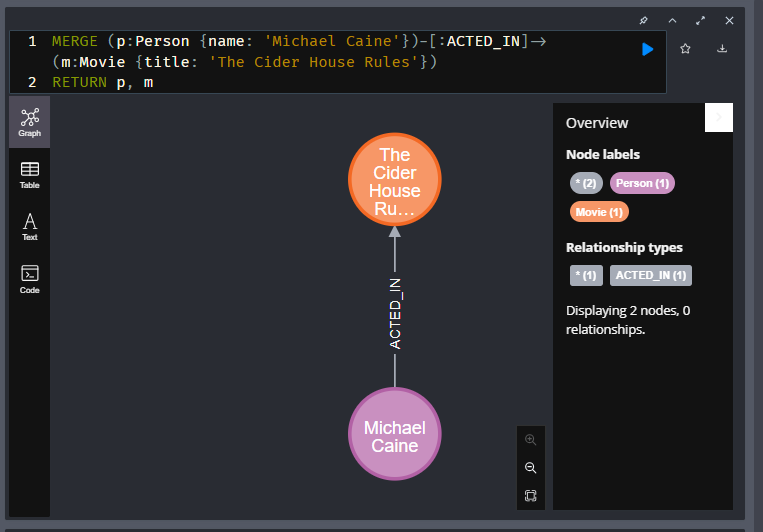 1 MERGE (p:Person {name: 'Michael Caine'})-[:ACTED_IN]->
(m:Movie {title: 'The Cider House Rules'})
2 RETURN p, m
Graph
Table
Text
Code
The
Cider
House
Ru...
ACTED_IN
Michael
Caine
Overview
Node labels
* (2) Person (1)
Movie (1)
Relationship types
* (1) ACTED_IN (1)
Displaying 2 nodes, 0
relationships.